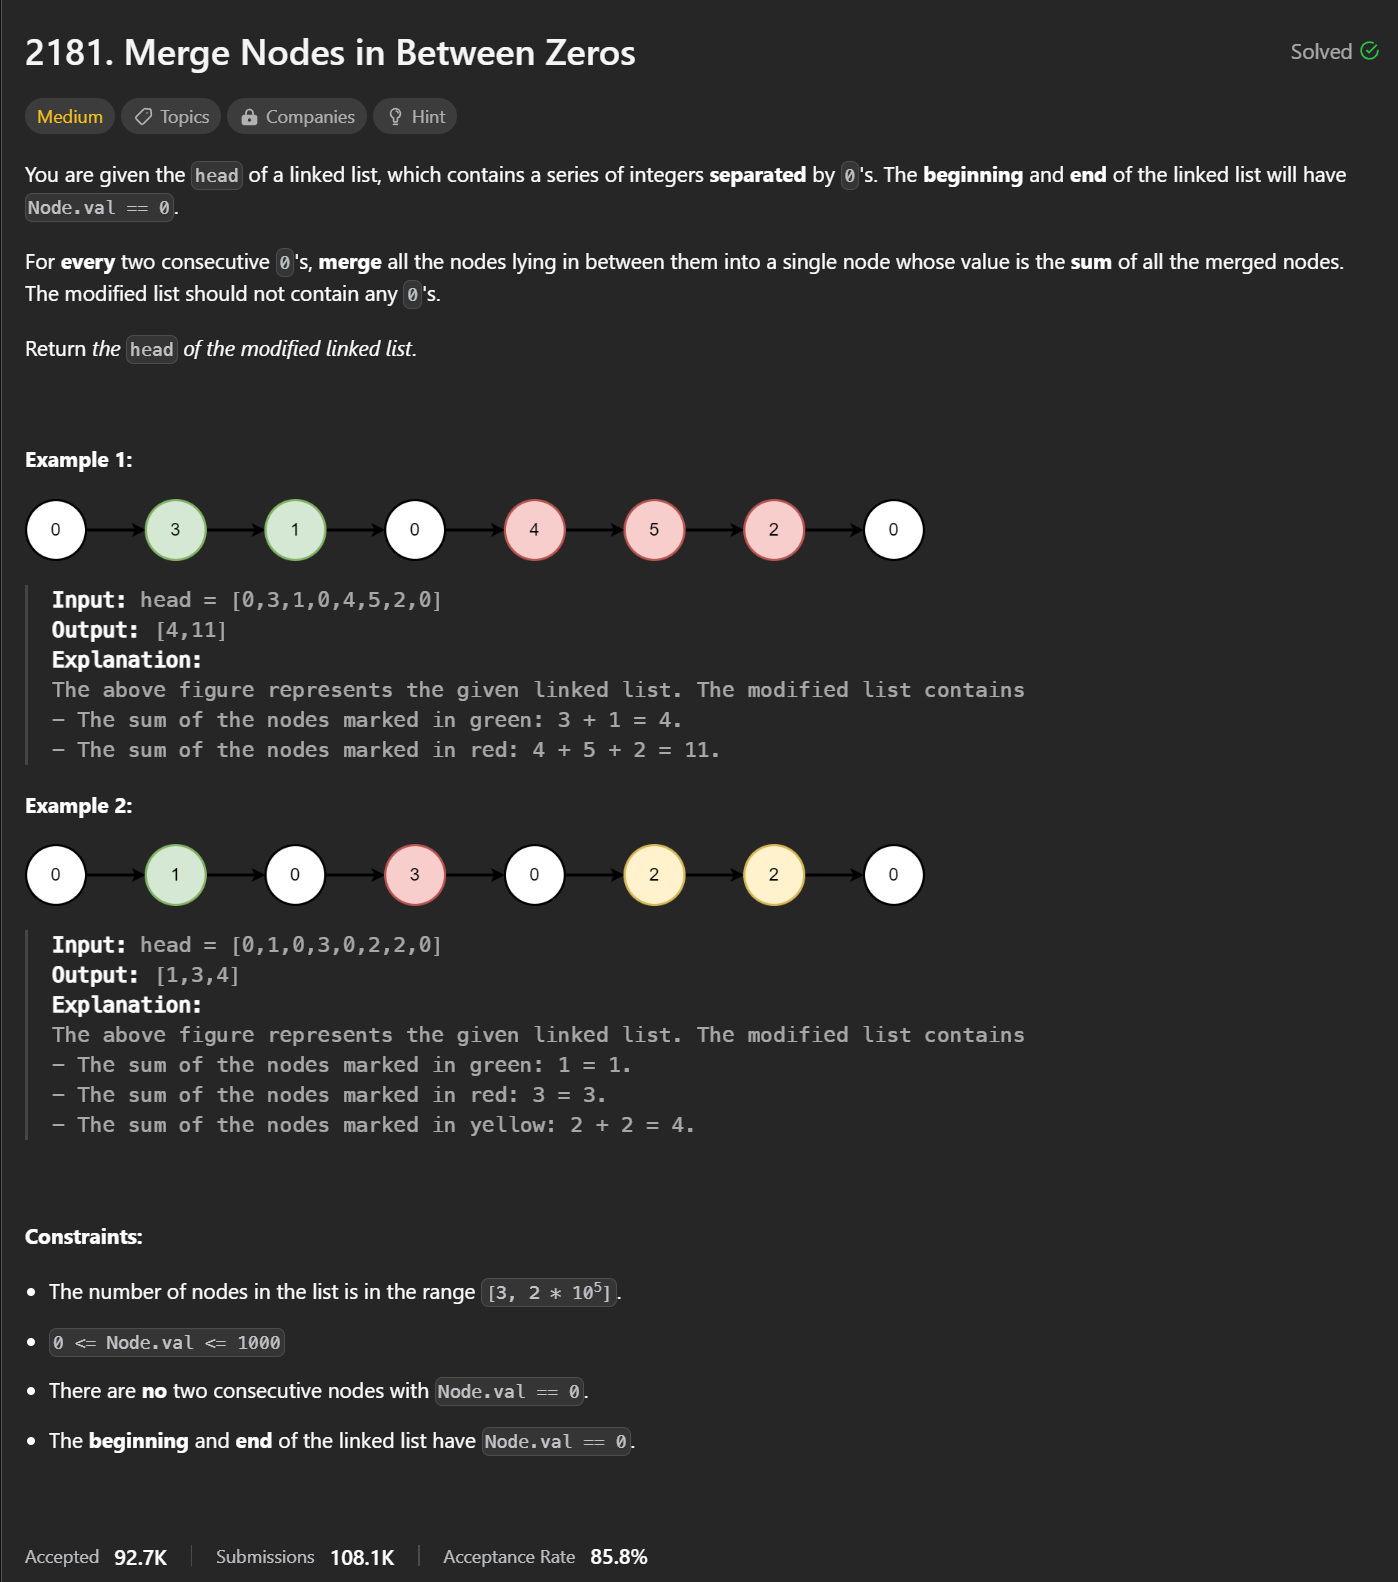 2181. Merge Nodes in Between Zeros
Solved
Medium Topics Companies Hint
You are given the head of a linked list, which contains a series of integers separated by 0's. The beginning and end of the linked list will have
Node.val == 0.
For every two consecutive 0's, merge all the nodes lying in between them into a single node whose value is the sum of all the merged nodes.
The modified list should not contain any 0's.
Return the head of the modified linked list.
Example 1:
0 3 1 0 4 5 2 0
Input: head = [0,3,1,0,4,5,2,0]
Output: [4,11]
Explanation:
The above figure represents the given linked list. The modified list contains
- The sum of the nodes marked in green: 3 + 1 = 4.
- The sum of the nodes marked in red: 4 + 5 + 2 = 11.
Example 2:
0 1 0 3 0 2 2 0
Input: head = [0,1,0,3,0,2,2,0]
Output: [1,3,4]
Explanation:
The above figure represents the given linked list. The modified list contains
- The sum of the nodes marked in green: 1 = 1.
- The sum of the nodes marked in red: 3 = 3.
- The sum of the nodes marked in yellow: 2 + 2 = 4.
Constraints:
• The number of nodes in the list is in the range [3, 2 * 10⁵].
• 0 <= Node.val <= 1000
• There are no two consecutive nodes with Node.val == 0.
• The beginning and end of the linked list have Node.val == 0.
Accepted 92.7K | Submissions 108.1K | Acceptance Rate 85.8%